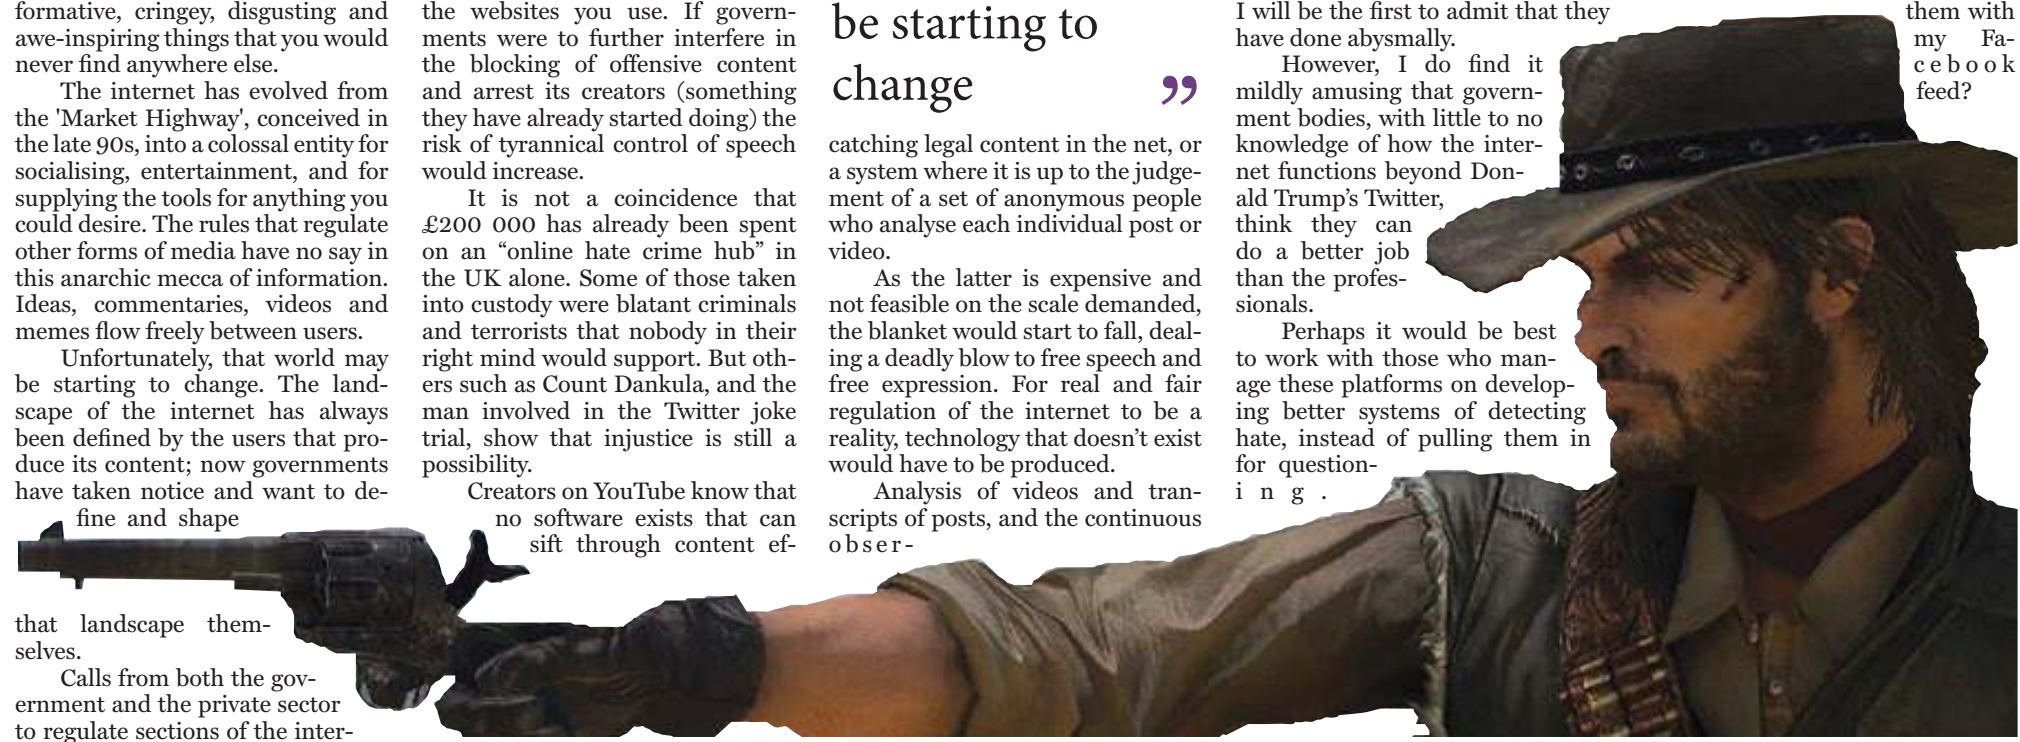 formative, cringey, disgusting and
awe-inspiring things that you would
never find anywhere else.
The internet has evolved from
the 'Market Highway', conceived in
the late 90s, into a colossal entity for
socialising, entertainment, and for
supplying the tools for anything you
could desire. The rules that regulate
other forms of media have no say in
this anarchic mecca of information.
Ideas, commentaries, videos and
memes flow freely between users.
Unfortunately, that world may
be starting to change. The land-
scape of the internet has always
been defined by the users that pro-
duce its content; now governments
have taken notice and want to de-
fine and shape
that landscape them-
selves.
Calls from both the gov-
ernment and the private sector
to regulate sections of the inter-
the websites you use. If govern-
ments were to further interfere in
the blocking of offensive content
and arrest its creators (something
they have already started doing) the
risk of tyrannical control of speech
would increase.
It is not a coincidence that
£200 000 has already been spent
on an “online hate crime hub” in
the UK alone. Some of those taken
into custody were blatant criminals
and terrorists that nobody in their
right mind would support. But oth-
ers such as Count Dankula, and the
man involved in the Twitter joke
trial, show that injustice is still a
possibility.
Creators on YouTube know that
no software exists that can
sift through content ef-
be starting to
change ”
catching legal content in the net, or
a system where it is up to the judge-
ment of a set of anonymous people
who analyse each individual post or
video.
As the latter is expensive and
not feasible on the scale demanded,
the blanket would start to fall, deal-
ing a deadly blow to free speech and
free expression. For real and fair
regulation of the internet to be a
reality, technology that doesn’t exist
would have to be produced.
Analysis of videos and tran-
scripts of posts, and the continuous
obser-
I will be the first to admit that they
have done abysmally.
However, I do find it
mildly amusing that govern-
ment bodies, with little to no
knowledge of how the inter-
net functions beyond Don-
ald Trump’s Twitter,
think they can
do a better job
than the profes-
sionals.
Perhaps it would be best
to work with those who man-
age these platforms on develop-
ing better systems of detecting
hate, instead of pulling them in
for question-
ing.
them with
my Fa-
cebook
feed?